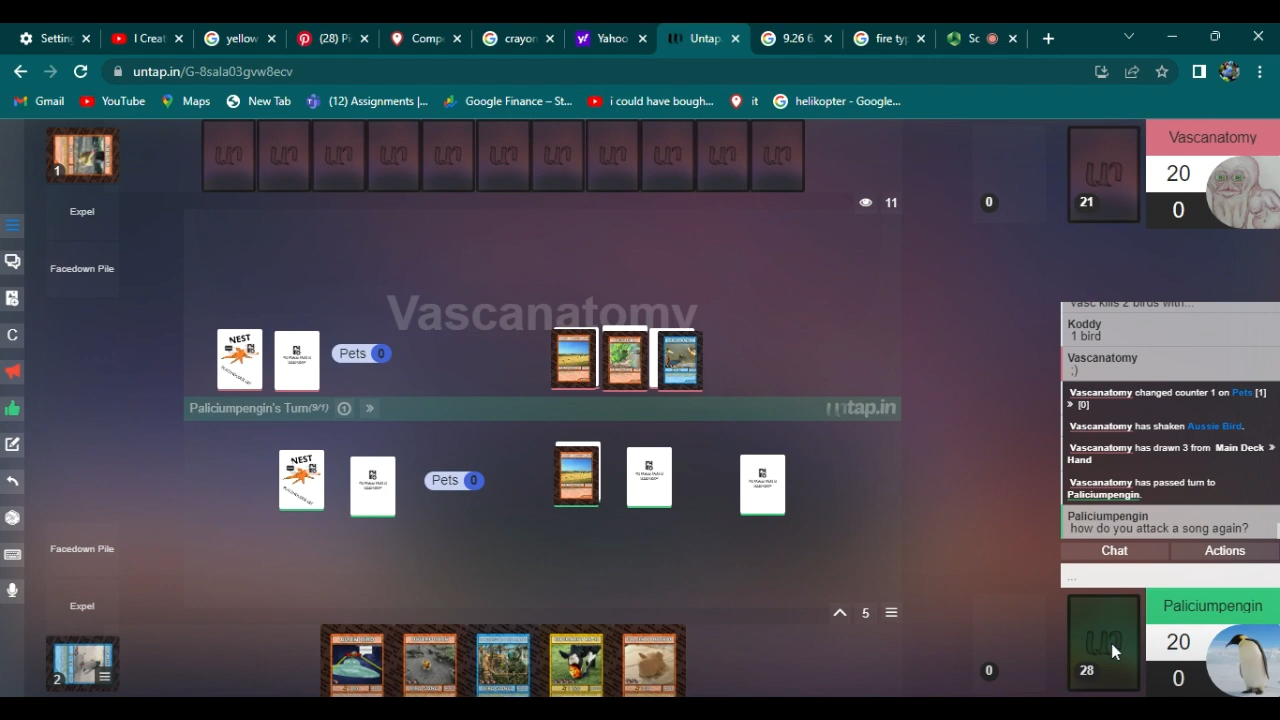 Setting
I Creat
yellow
(28) Pi
Comp
crayon
Yahoo
Untap.
9.26 6.
fire ty
Sc
untap.in/G-8sala03gvw8ecv
Gmail
YouTube
Maps
New Tab
(12) Assignments |...
Google Finance – St...
i could have bough...
it
helikopter - Google...
1
Expel
Facedown Pile
11
0
21
Vascanatomy
20
0
Vascanatomy
NEST
Pets 0
Paliciumpengin's Turn(9/1)
untap.in
NEST
Pets 0
Vasc kills 2 birds with...
Koddy
1 bird
Vascanatomy
;)
Vascanatomy changed counter 1 on Pets [1]
» [0]
Vascanatomy has shaken Aussie Bird.
Vascanatomy has drawn 3 from Main Deck »
Hand
Vascanatomy has passed turn to
Paliciumpengin.
Paliciumpengin
how do you attack a song again?
Chat
Actions
...
C
Facedown Pile
Expel
2
5
0
28
Paliciumpengin
20
0